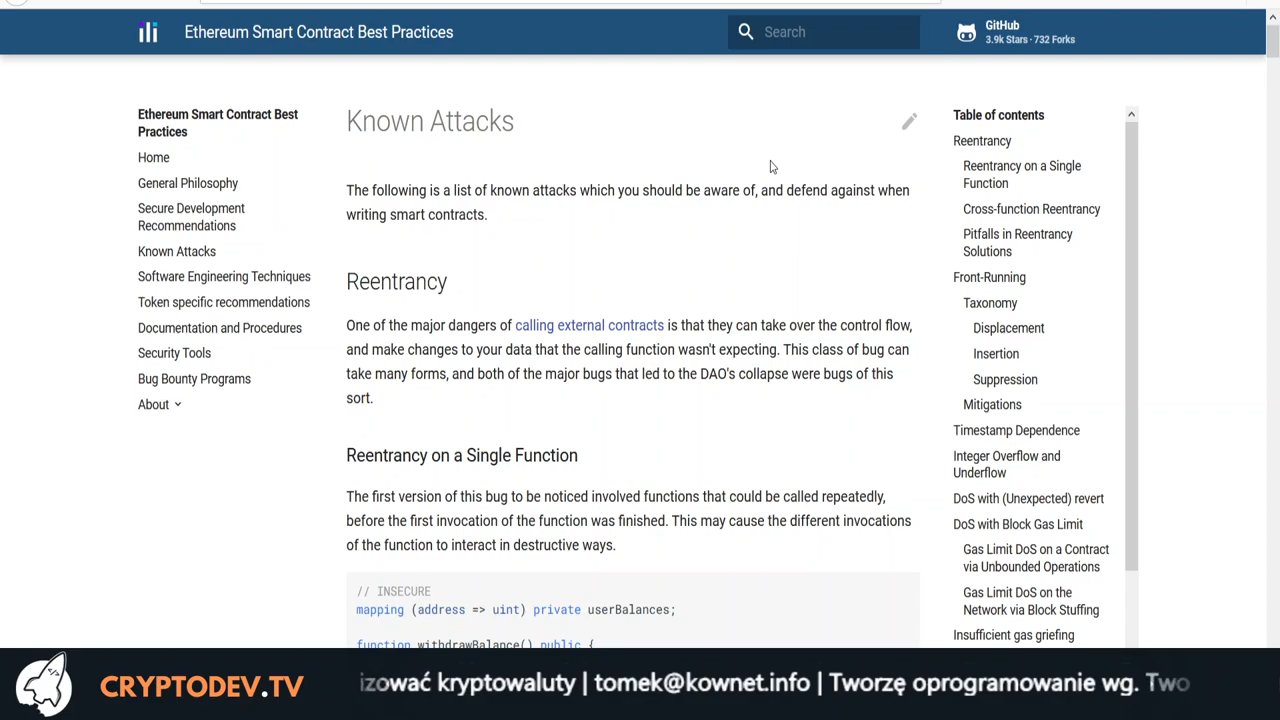 Ethereum Smart Contract Best Practices
Search
GitHub
3.9k Stars · 732 Forks
Ethereum Smart Contract Best
Practices
Home
General Philosophy
Secure Development
Recommendations
Known Attacks
Software Engineering Techniques
Token specific recommendations
Documentation and Procedures
Security Tools
Bug Bounty Programs
About
Known Attacks
The following is a list of known attacks which you should be aware of, and defend against when
writing smart contracts.
Reentrancy
One of the major dangers of calling external contracts is that they can take over the control flow,
and make changes to your data that the calling function wasn't expecting. This class of bug can
take many forms, and both of the major bugs that led to the DAO's collapse were bugs of this
sort.
Reentrancy on a Single Function
The first version of this bug to be noticed involved functions that could be called repeatedly,
before the first invocation of the function was finished. This may cause the different invocations
of the function to interact in destructive ways.
// INSECURE
mapping (address => uint) private userBalances;
function withdrawBalance() public {
Table of contents
Reentrancy
Reentrancy on a Single
Function
Cross-function Reentrancy
Pitfalls in Reentrancy
Solutions
Front-Running
Taxonomy
Displacement
Insertion
Suppression
Mitigations
Timestamp Dependence
Integer Overflow and
Underflow
DoS with (Unexpected) revert
DoS with Block Gas Limit
Gas Limit DoS on a Contract
via Unbounded Operations
Gas Limit DoS on the
Network via Block Stuffing
Insufficient gas griefing
CRYPTODEV.TV
izować kryptowaluty | tomek@kownet.info | Tworzę oprogramowanie wg. Two